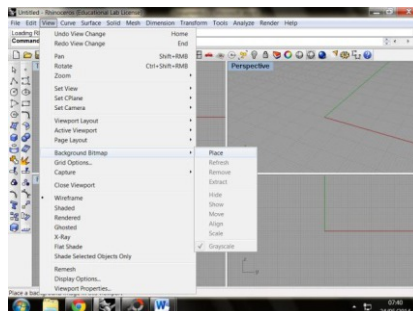 Untitled - Rhinoceros (Educational Lab License)
File Edit View Curve Surface Solid Mesh Dimension Transform Tools Analyze Render Help
Command
Undo View Change Home
Redo View Change End
Pan Shift+RMB
Rotate Ctrl+Shift+RMB
Zoom
Set View
Set CPlane
Set Camera
Viewport Layout
Active Viewport
Page Layout
Background Bitmap
Grid Options...
Capture
Close Viewport
Wireframe
Shaded
Rendered
Ghosted
X-Ray
Flat Shade
Shade Selected Objects Only
Remesh
Display Options...
Viewport Properties...
Place
Refresh
Remove
Extract
Hide
Show
Move
Align
Scale
Grayscale
Perspective
07:40